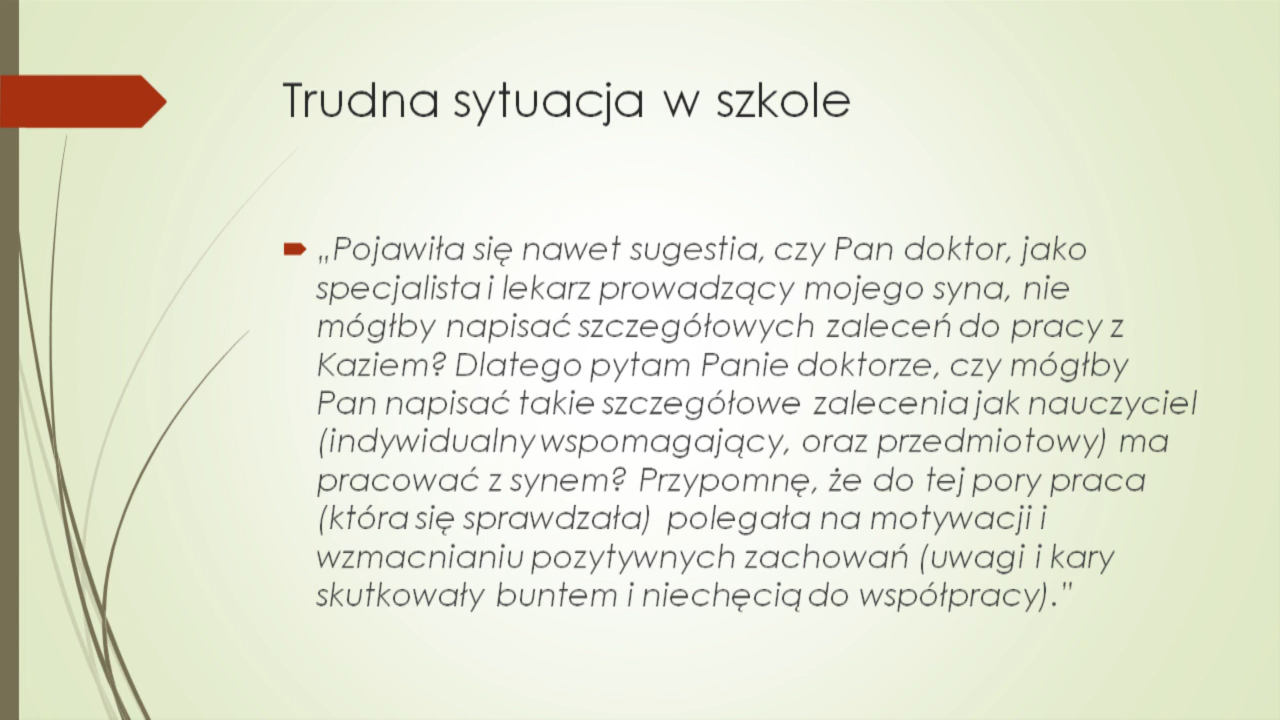 Trudna sytuacja w szkole
„Pojawiła się nawet sugestia, czy Pan doktor, jako
specjalista i lekarz prowadzący mojego syna, nie
mógłby napisać szczegółowych zaleceń do pracy z
Kaziem? Dlatego pytam Panie doktorze, czy mógłby
Pan napisać takie szczegółowe zalecenia jak nauczyciel
(indywidualny wspomagający, oraz przedmiotowy) ma
pracować z synem? Przypomnę, że do tej pory praca
(która się sprawdzała) polegała na motywacji i
wzmacnianiu pozytywnych zachowań (uwagi i kary
skutkowały buntem i niechęcią do współpracy)."